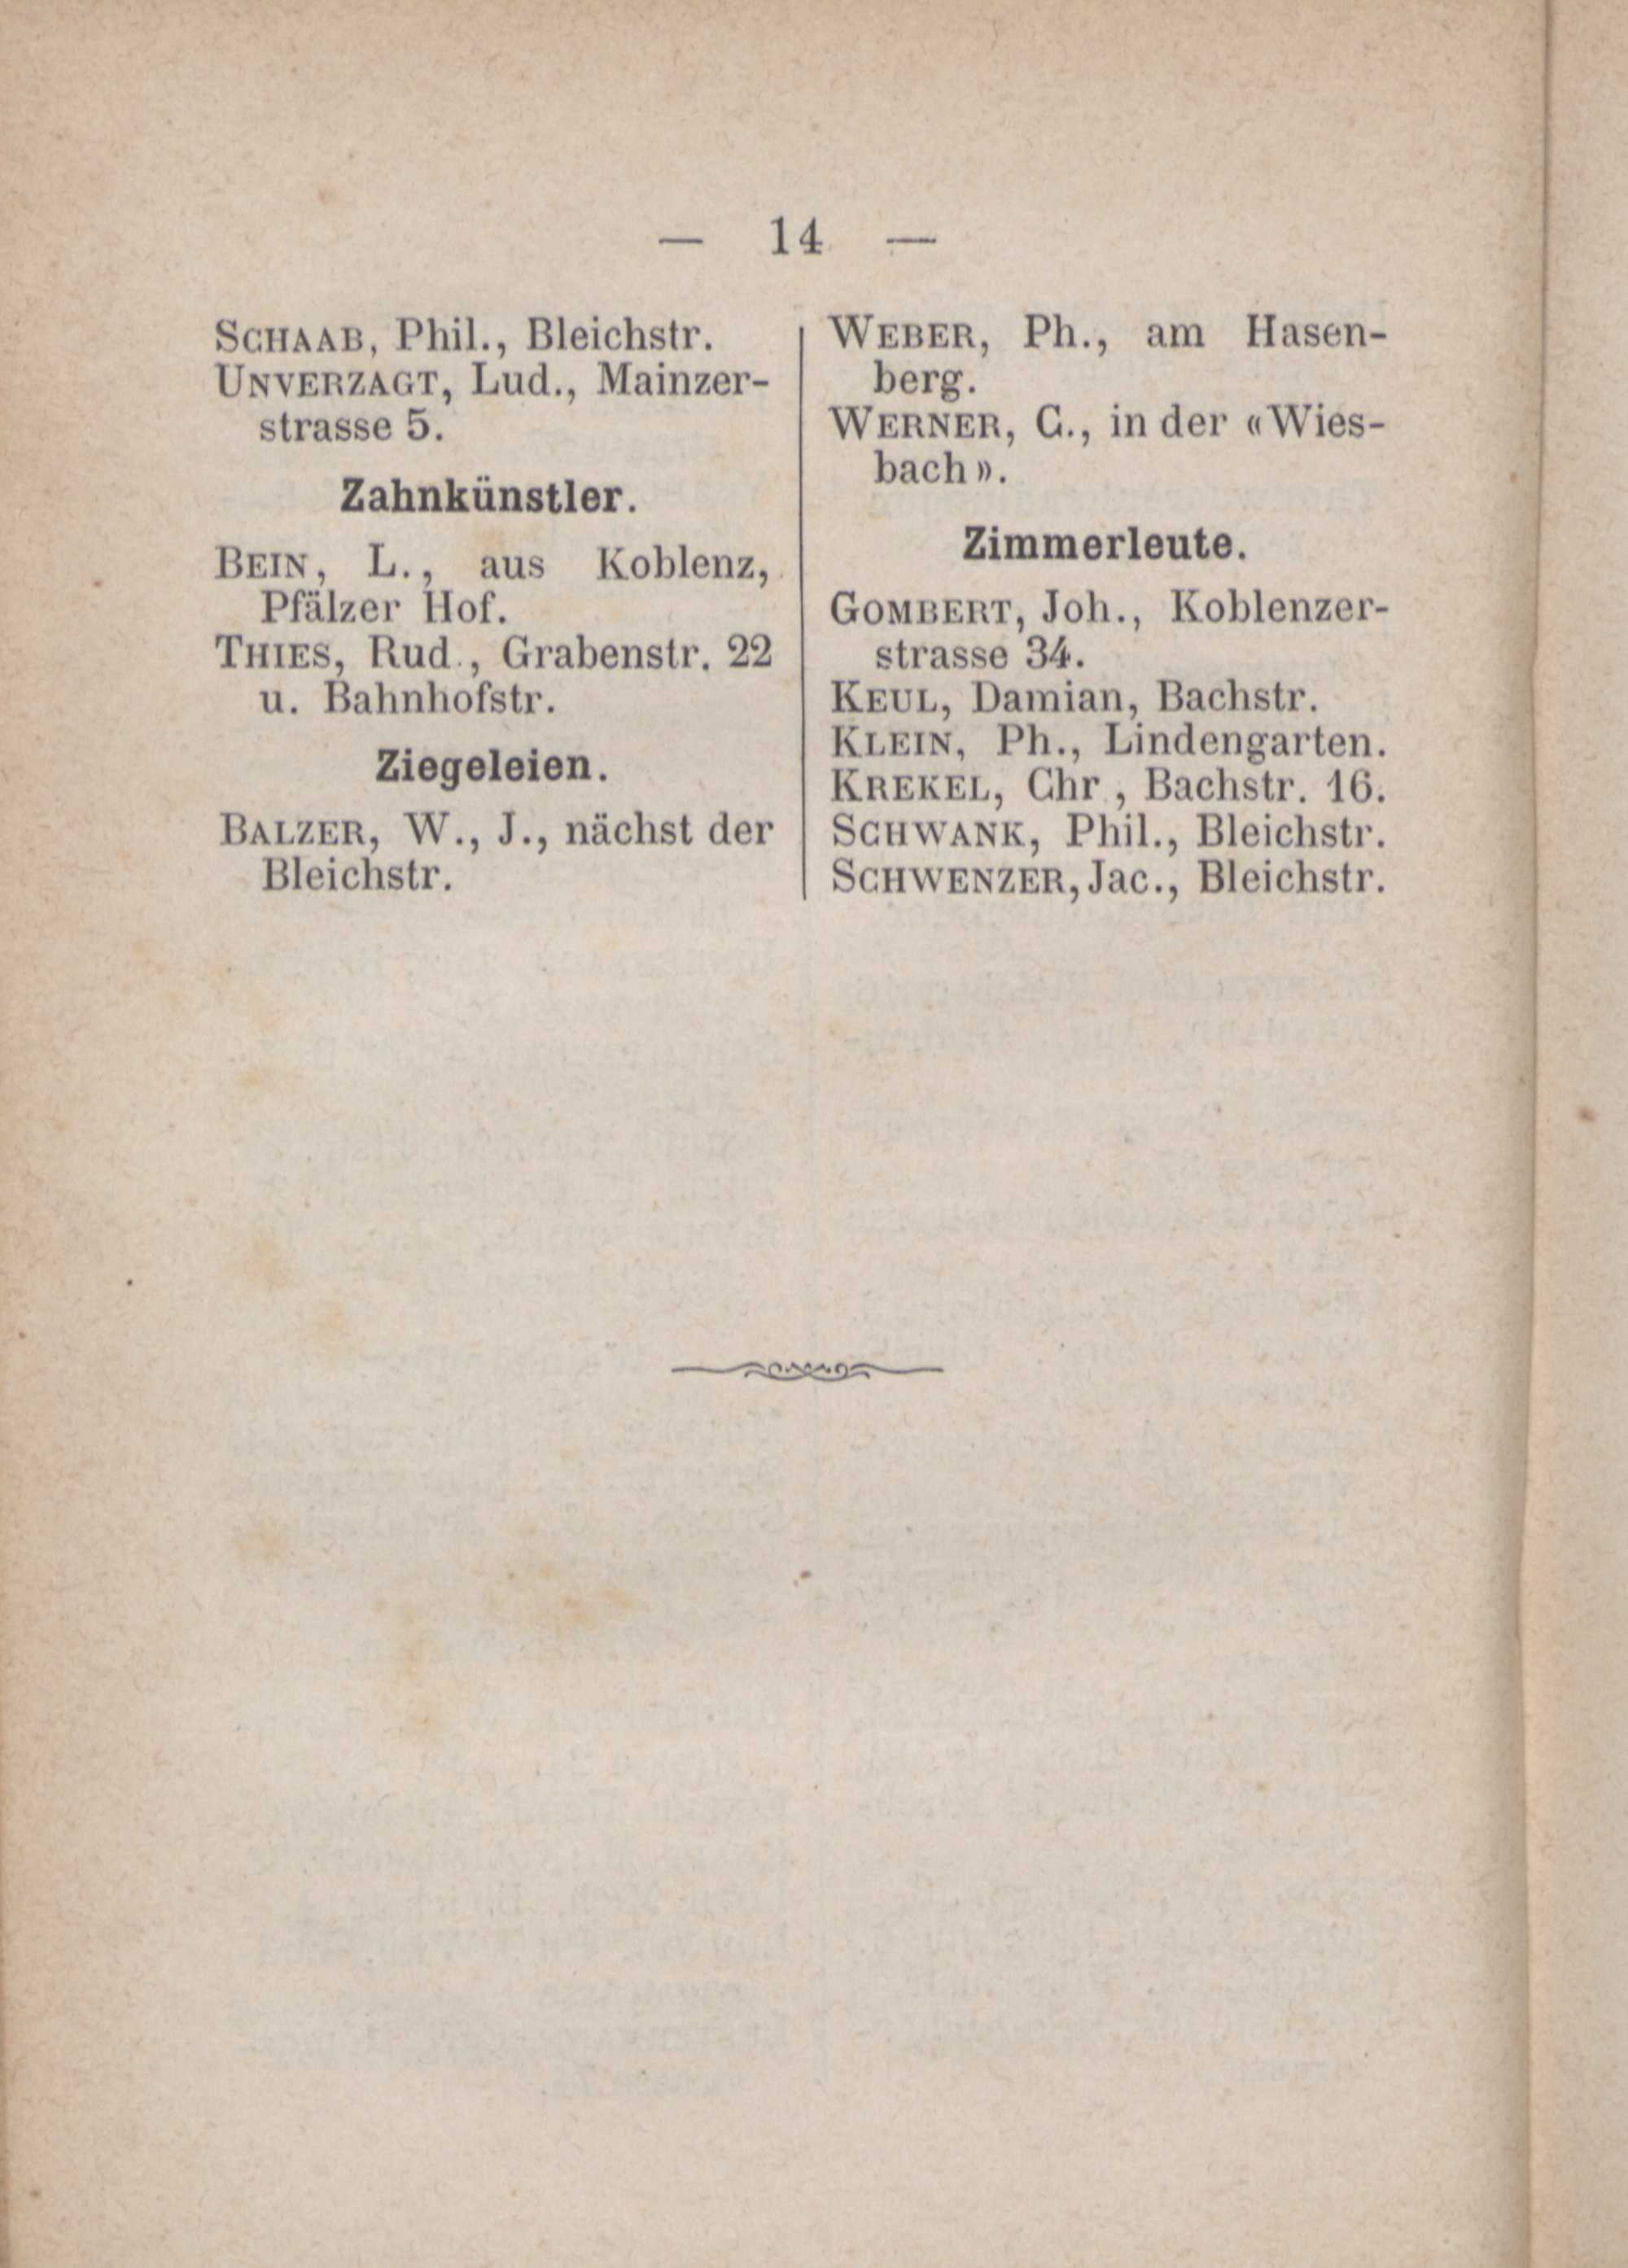 — 14 —
SCHAAB, Phil., Bleichstr.
UNVERZAGT, Lud., Mainzer-
strasse 5.
Zahnkünstler.
BEIN, L., aus Koblenz,
Pfälzer Hof.
THIES, Rud., Grabenstr. 22
u. Bahnhofstr.
Ziegeleien.
BALZER, W., J., nächst der
Bleichstr.
WEBER, Ph., am Hasen-
berg.
WERNER, C., in der «Wies-
bach».
Zimmerleute.
GOMBERT, Joh., Koblenzer-
strasse 34.
KEUL, Damian, Bachstr.
KLEIN, Ph., Lindengarten.
KREKEL, Chr., Bachstr. 16.
SCHWANK, Phil., Bleichstr.
SCHWENZER, Jac., Bleichstr.